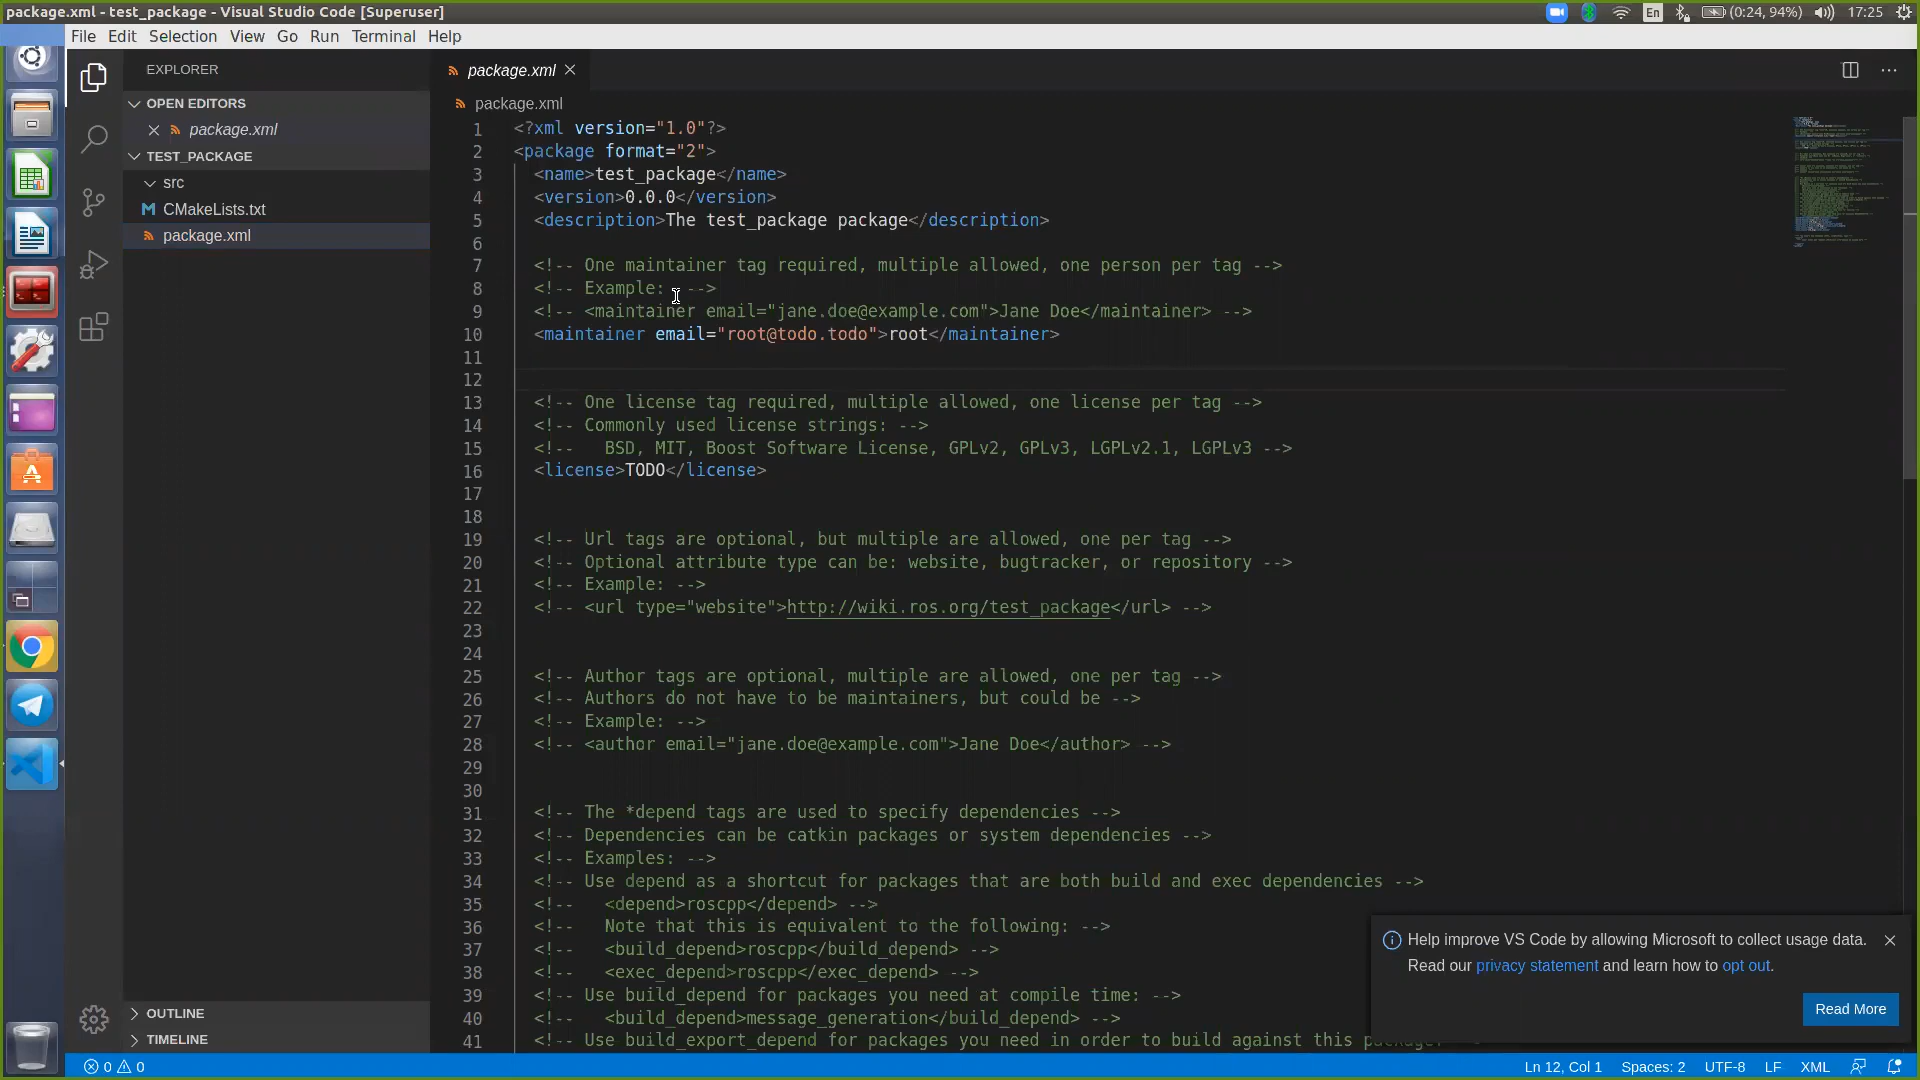 package.xml - test_package - Visual Studio Code [Superuser]
En
(0:24, 94%)
17:25
File Edit Selection View Go Run Terminal Help
EXPLORER
OPEN EDITORS
package.xml
TEST_PACKAGE
src
CMakeLists.txt
package.xml
OUTLINE
TIMELINE
package.xml
package.xml
1 <?xml version="1.0"?>
2 <package format="2">
3 <name>test_package</name>
4 <version>0.0.0</version>
5 <description>The test_package package</description>
6
7 <!-- One maintainer tag required, multiple allowed, one person per tag -->
8 <!-- Example: -->
9 <!-- <maintainer email="jane.doe@example.com">Jane Doe</maintainer> -->
10 <maintainer email="root@todo.todo">root</maintainer>
11
12
13 <!-- One license tag required, multiple allowed, one license per tag -->
14 <!-- Commonly used license strings: -->
15 <!-- BSD, MIT, Boost Software License, GPLv2, GPLv3, LGPLv2.1, LGPLv3 -->
16 <license>TODO</license>
17
18
19 <!-- Url tags are optional, but multiple are allowed, one per tag -->
20 <!-- Optional attribute type can be: website, bugtracker, or repository -->
21 <!-- Example: -->
22 <!-- <url type="website">http://wiki.ros.org/test_package</url> -->
23
24
25 <!-- Author tags are optional, multiple are allowed, one per tag -->
26 <!-- Authors do not have to be maintainers, but could be -->
27 <!-- Example: -->
28 <!-- <author email="jane.doe@example.com">Jane Doe</author> -->
29
30
31 <!-- The *depend tags are used to specify dependencies -->
32 <!-- Dependencies can be catkin packages or system dependencies -->
33 <!-- Examples: -->
34 <!-- Use depend as a shortcut for packages that are both build and exec dependencies -->
35 <!-- <depend>roscpp</depend> -->
36 <!-- Note that this is equivalent to the following: -->
37 <!-- <build_depend>roscpp</build_depend> -->
38 <!-- <exec_depend>roscpp</exec_depend> -->
39 <!-- Use build_depend for packages you need at compile time: -->
40 <!-- <build_depend>message_generation</build_depend> -->
41 <!-- Use build_export_depend for packages you need in order to build against this package:
Help improve VS Code by allowing Microsoft to collect usage data.
Read our privacy statement and learn how to opt out.
Read More
0 0
Ln 12, Col 1 Spaces: 2 UTF-8 LF XML